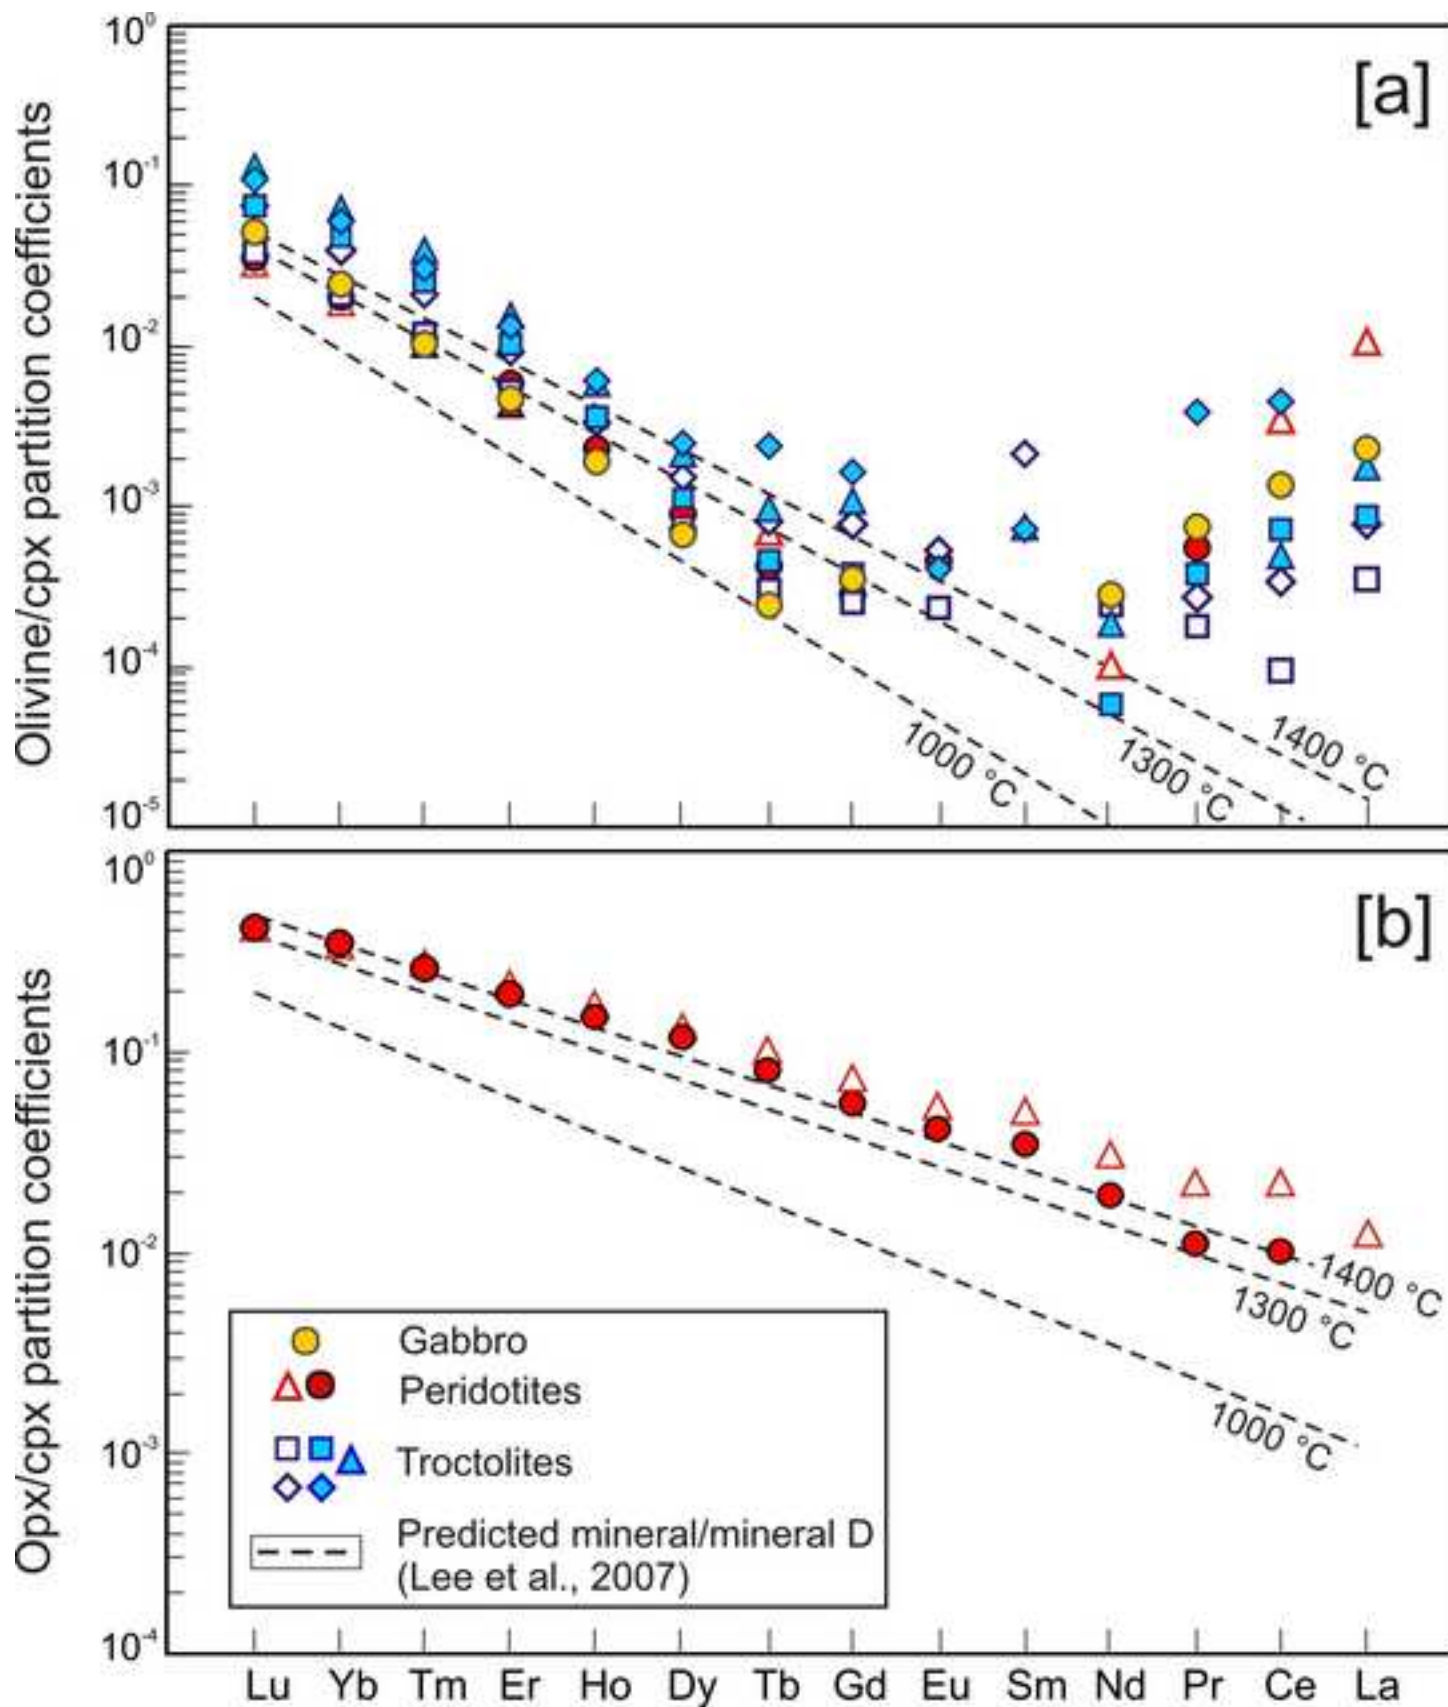 [a]
Olivine/cpx partition coefficients
10⁰
10⁻¹
10⁻²
10⁻³
10⁻⁴
10⁻⁵
1000 °C
1300 °C
1400 °C
[b]
Opx/cpx partition coefficients
10⁰
10⁻¹
10⁻²
10⁻³
10⁻⁴
1400 °C
1300 °C
1000 °C
Gabbro
Peridotites
Troctolites
Predicted mineral/mineral D
(Lee et al., 2007)
Lu Yb Tm Er Ho Dy Tb Gd Eu Sm Nd Pr Ce La